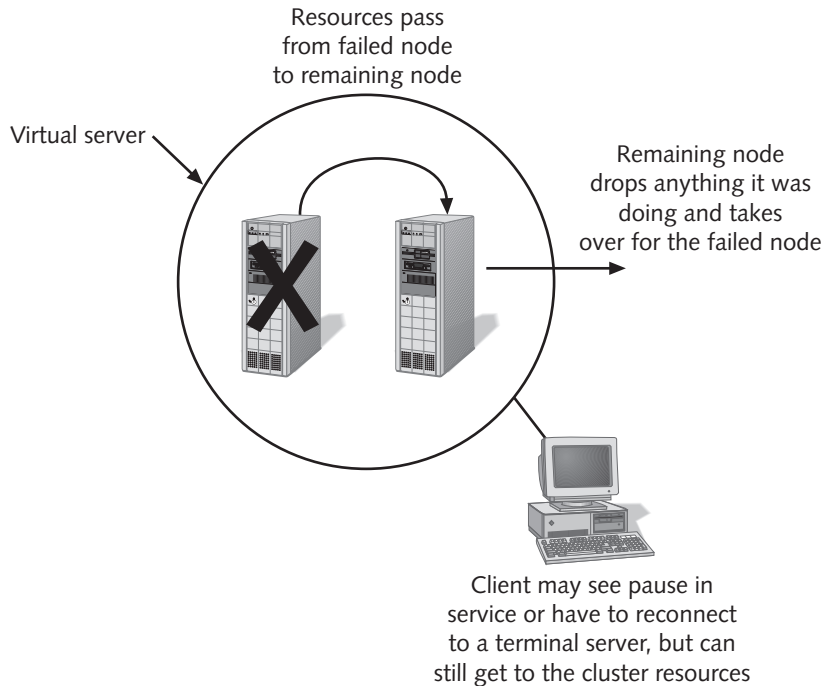 Resources pass
from failed node
to remaining node
Virtual server
Remaining node
drops anything it was
doing and takes
over for the failed node
Client may see pause in
service or have to reconnect
to a terminal server, but can
still get to the cluster resources